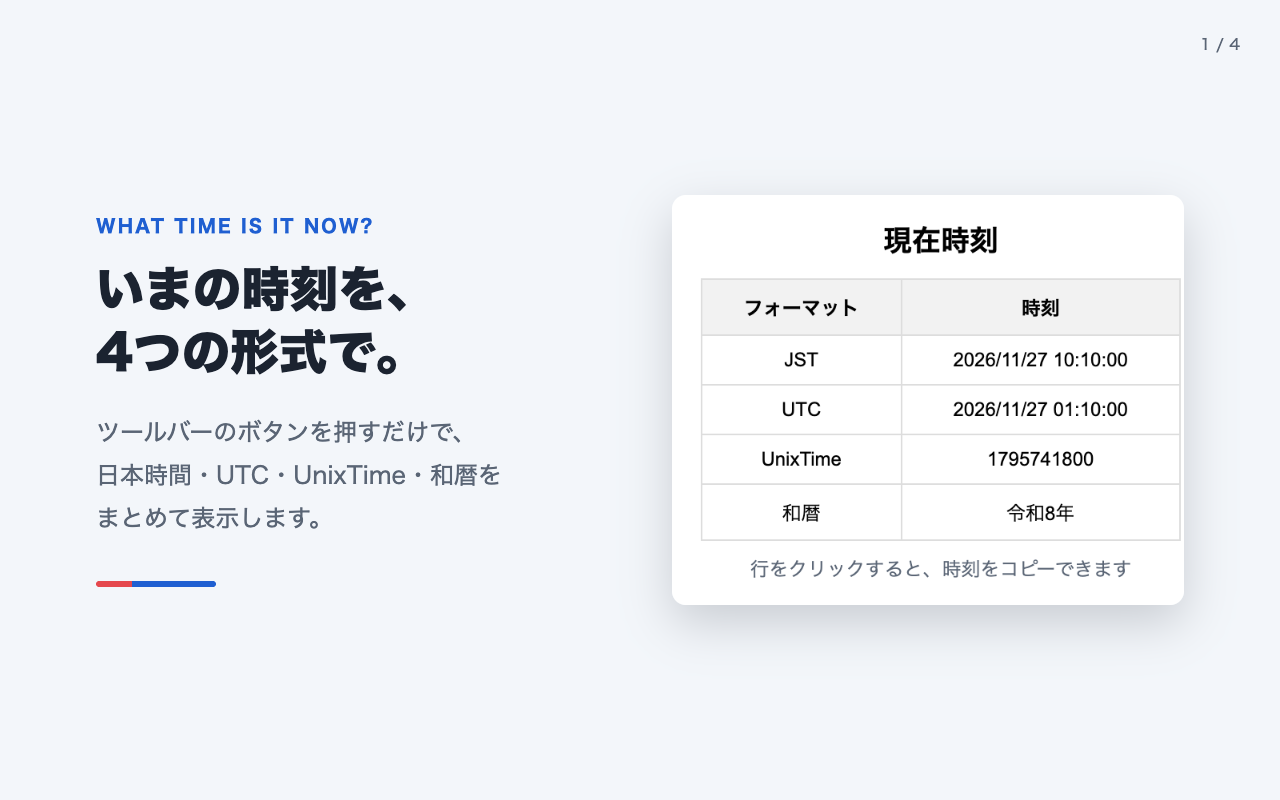 1 / 4
WHAT TIME IS IT NOW?
いまの時刻を、
4つの形式で。
ツールバーのボタンを押すだけで、
日本時間・UTC・UnixTime・和暦を
まとめて表示します。
現在時刻
フォーマット 時刻
JST 2026/11/27 10:10:00
UTC 2026/11/27 01:10:00
UnixTime 1795741800
和暦 令和8年
行をクリックすると、時刻をコピーできます